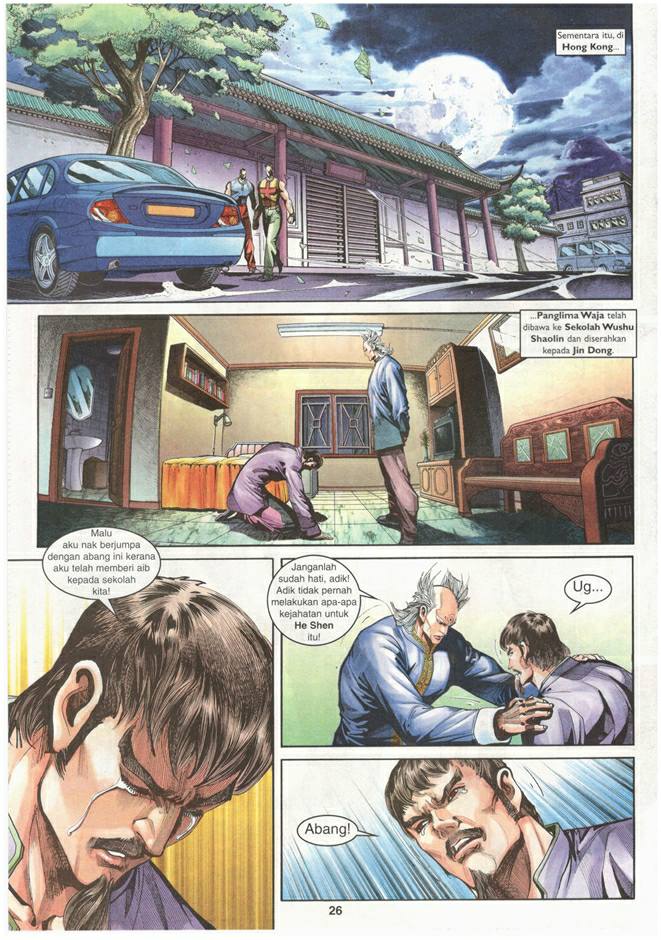 Sementara itu, di
Hong Kong...
...Panglima Waja telah
dibawa ke Sekolah Wushu
Shaolin dan diserahkan
kepada Jin Dong.
Malu
aku nak berjumpa
dengan abang ini kerana
aku telah memberi aib
kepada sekolah
kita!
Janganlah
sudah hati, adik!
Adik tidak pernah
melakukan apa-apa
kejahatan untuk
He Shen
itu!
Ug...
Abang!
26